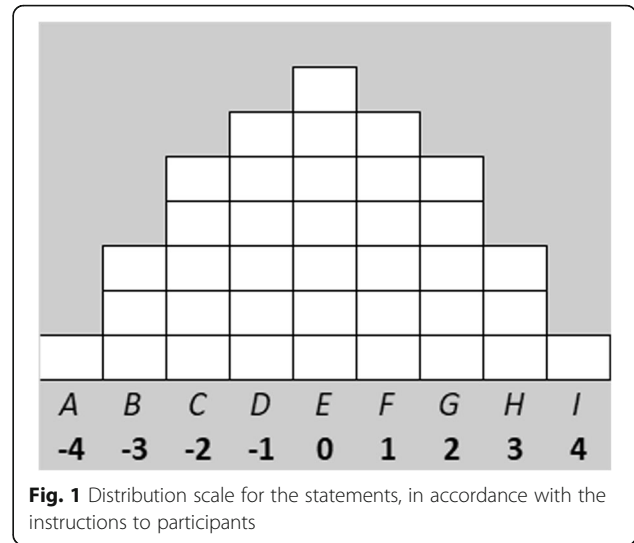 A B C D E F G H I
-4 -3 -2 -1 0 1 2 3 4
Fig. 1 Distribution scale for the statements, in accordance with the
instructions to participants